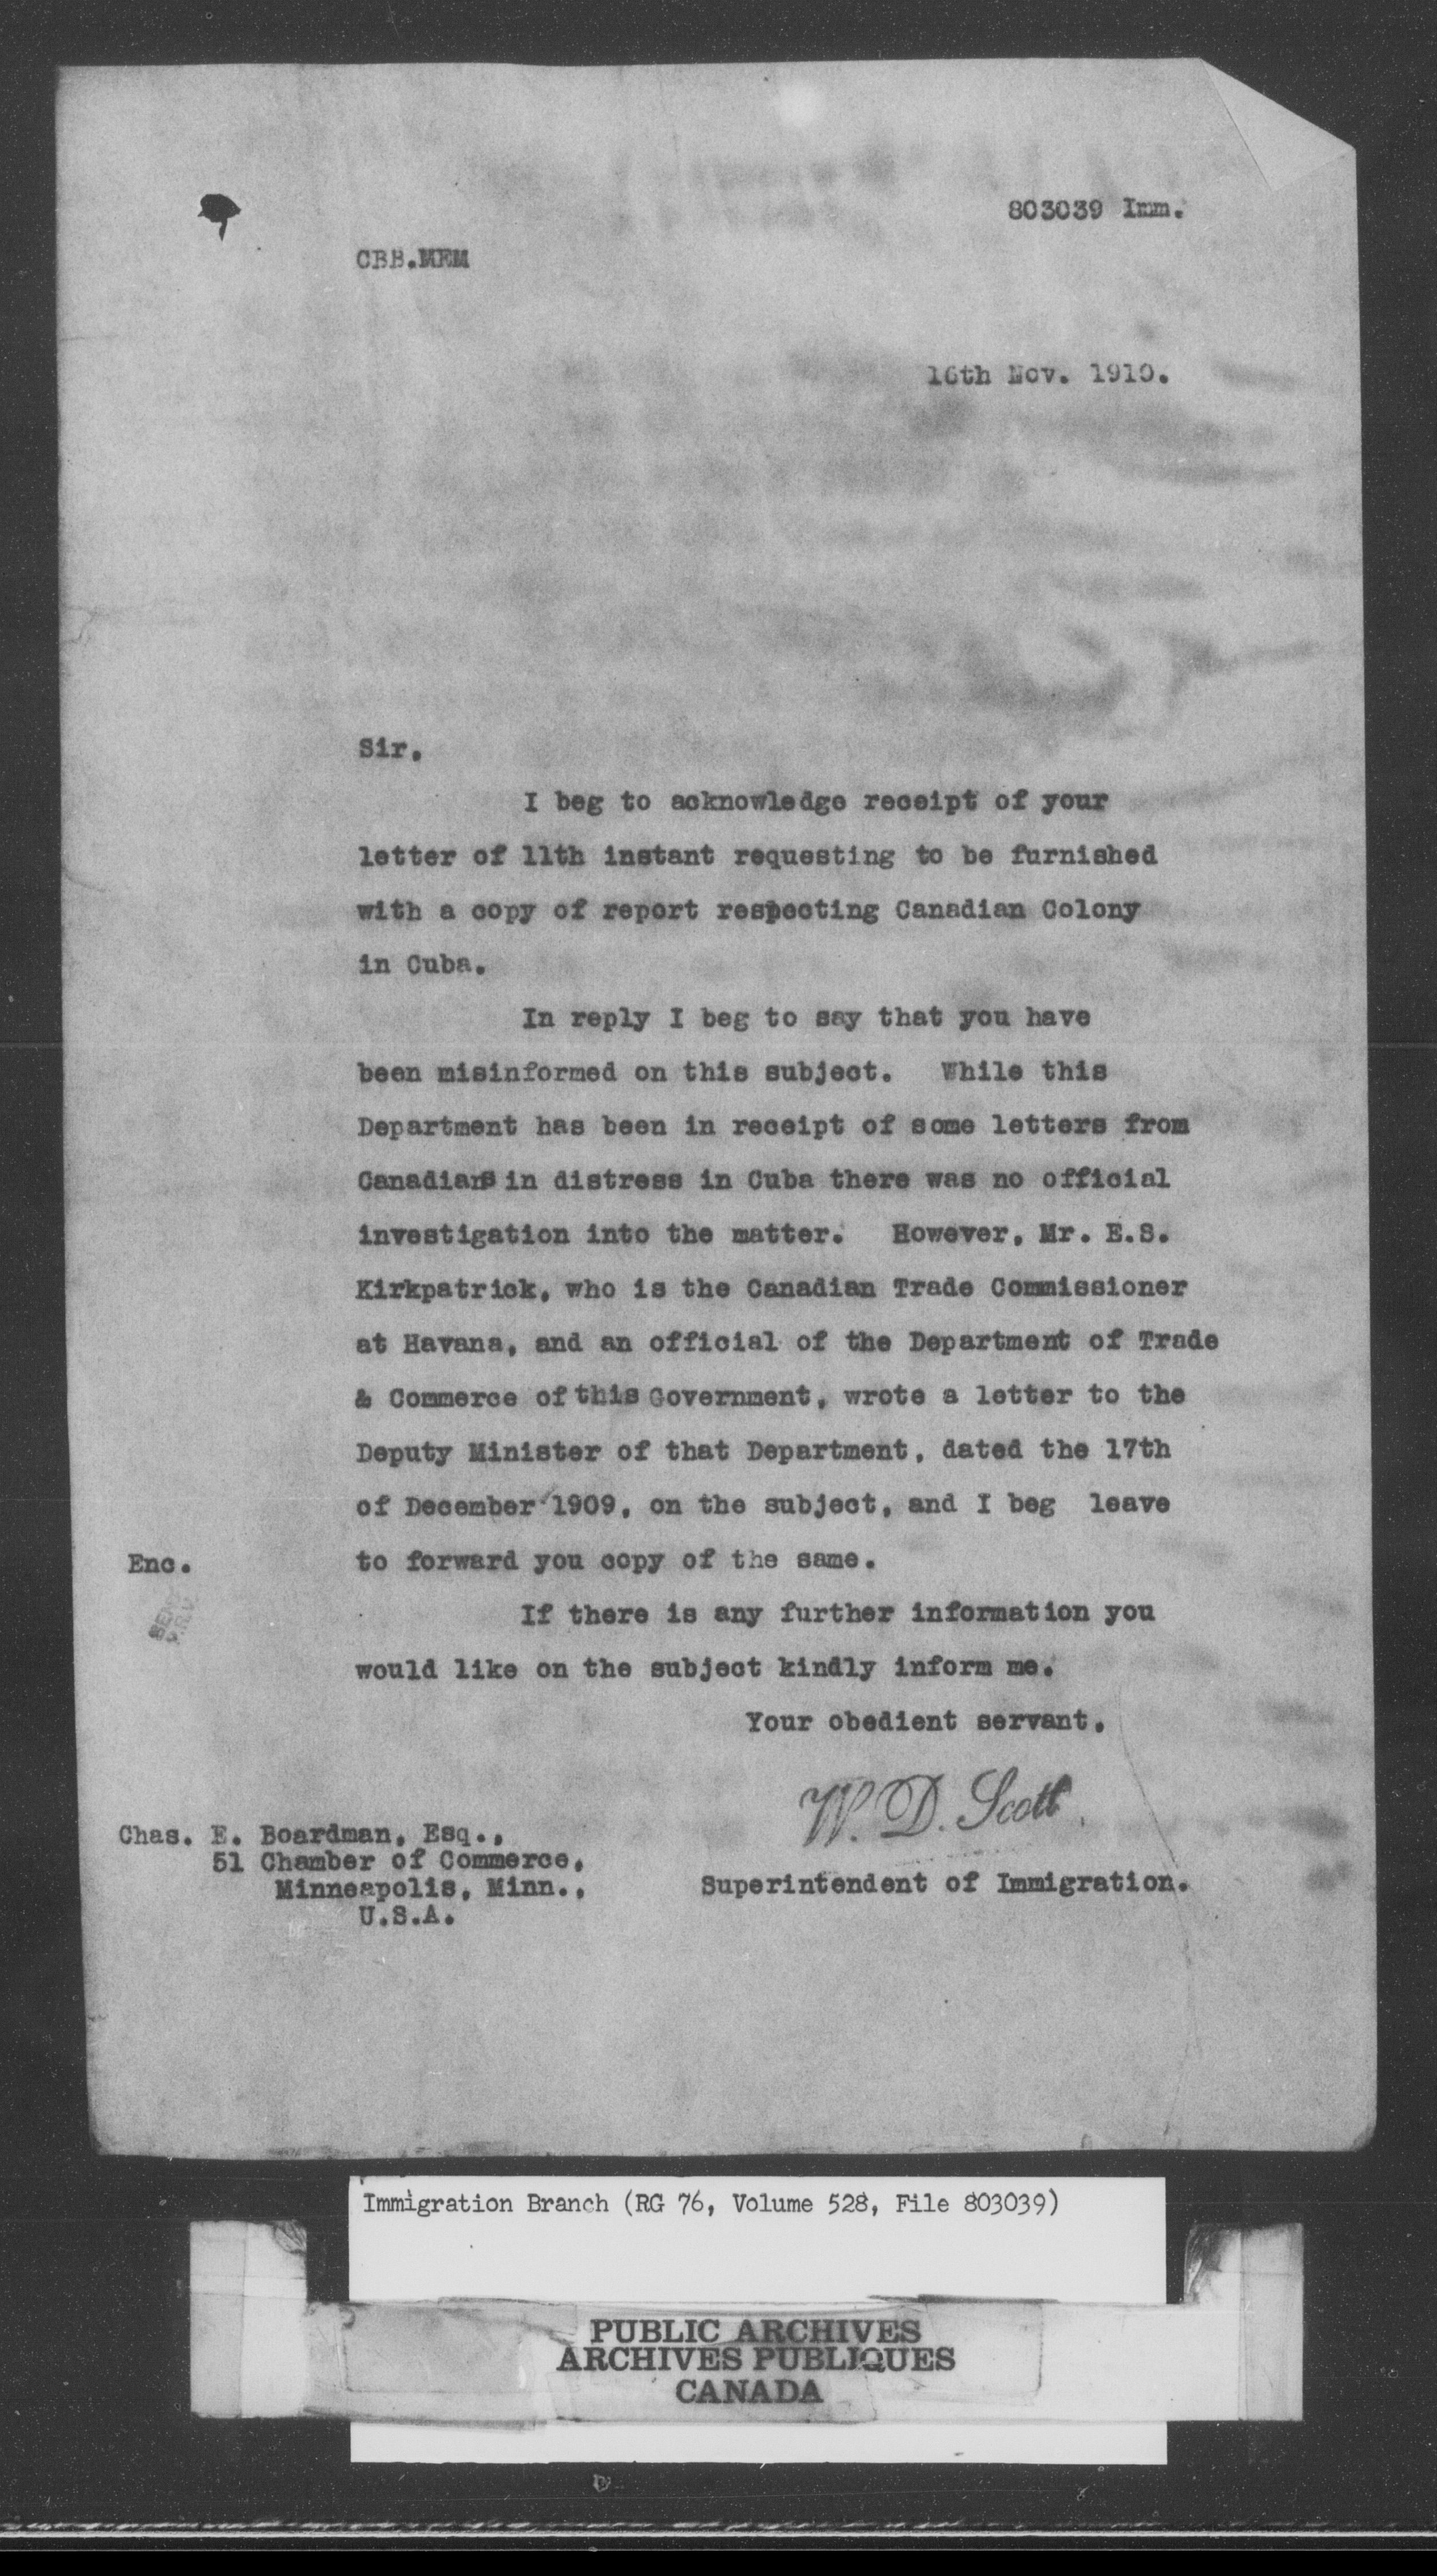 803039 Imm.
CBB.MEM
16th Nov. 1910.
Sir,
I beg to acknowledge receipt of your
letter of 11th instant requesting to be furnished
with a copy of report respecting Canadian Colony
in Cuba.
In reply I beg to say that you have
been misinformed on this subject. While this
Department has been in receipt of some letters from
Canadians in distress in Cuba there was no official
investigation into the matter. However, Mr. E.S.
Kirkpatrick, who is the Canadian Trade Commissioner
at Havana, and an official of the Department of Trade
& Commerce of this Government, wrote a letter to the
Deputy Minister of that Department, dated the 17th
of December 1909, on the subject, and I beg leave
Enc. to forward you copy of the same.
If there is any further information you
would like on the subject kindly inform me.
Your obedient servant,
W. D. Scott
Superintendent of Immigration.
Chas. E. Boardman, Esq.,
51 Chamber of Commerce,
Minneapolis, Minn.,
U.S.A.
Immigration Branch (RG 76, Volume 528, File 803039)
PUBLIC ARCHIVES
ARCHIVES PUBLIQUES
CANADA